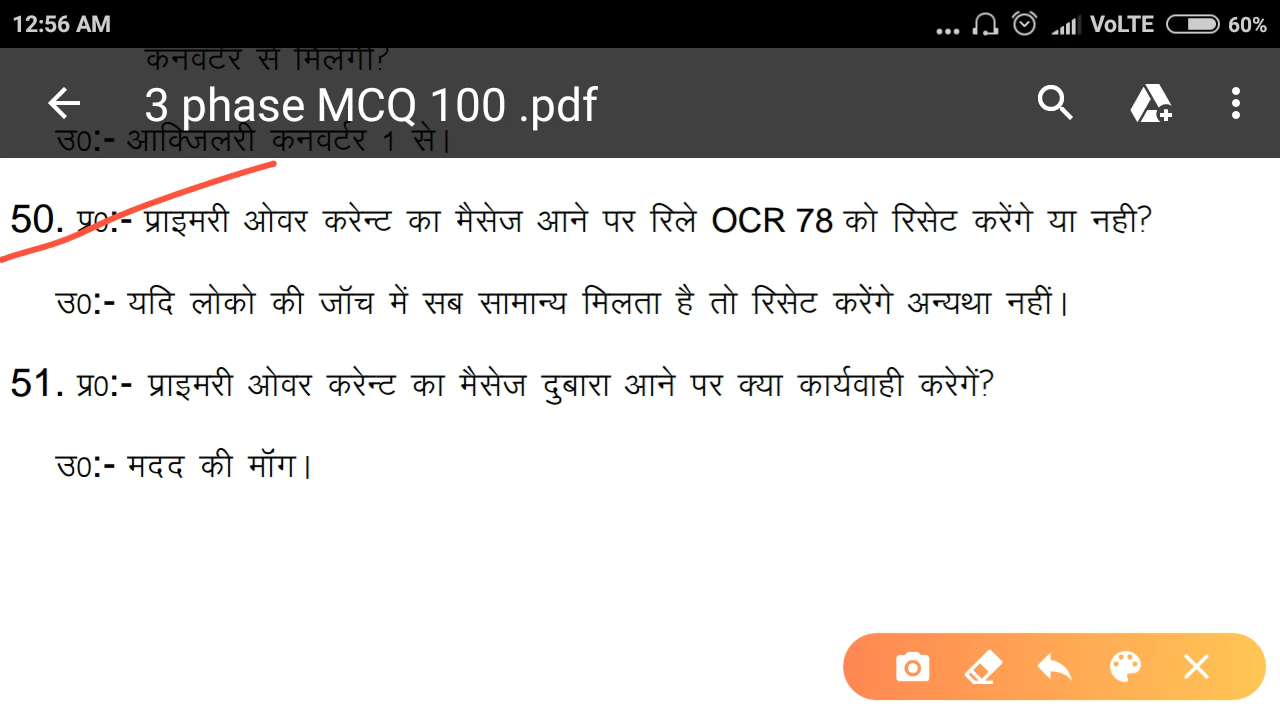 12:56 AM ... VoLTE 60%
कनवर्टर से मिलेगी?
3 phase MCQ 100 .pdf
उ0:- आक्जिलरी कनवर्टर 1 से।
50. प्र0:- प्राइमरी ओवर करेन्ट का मैसेज आने पर रिले OCR 78 को रिसेट करेंगे या नही?
उ0:- यदि लोको की जॉच में सब सामान्य मिलता है तो रिसेट करेंगे अन्यथा नहीं।
51. प्र0:- प्राइमरी ओवर करेन्ट का मैसेज दुबारा आने पर क्या कार्यवाही करेगें?
उ0:- मदद की मॉग।